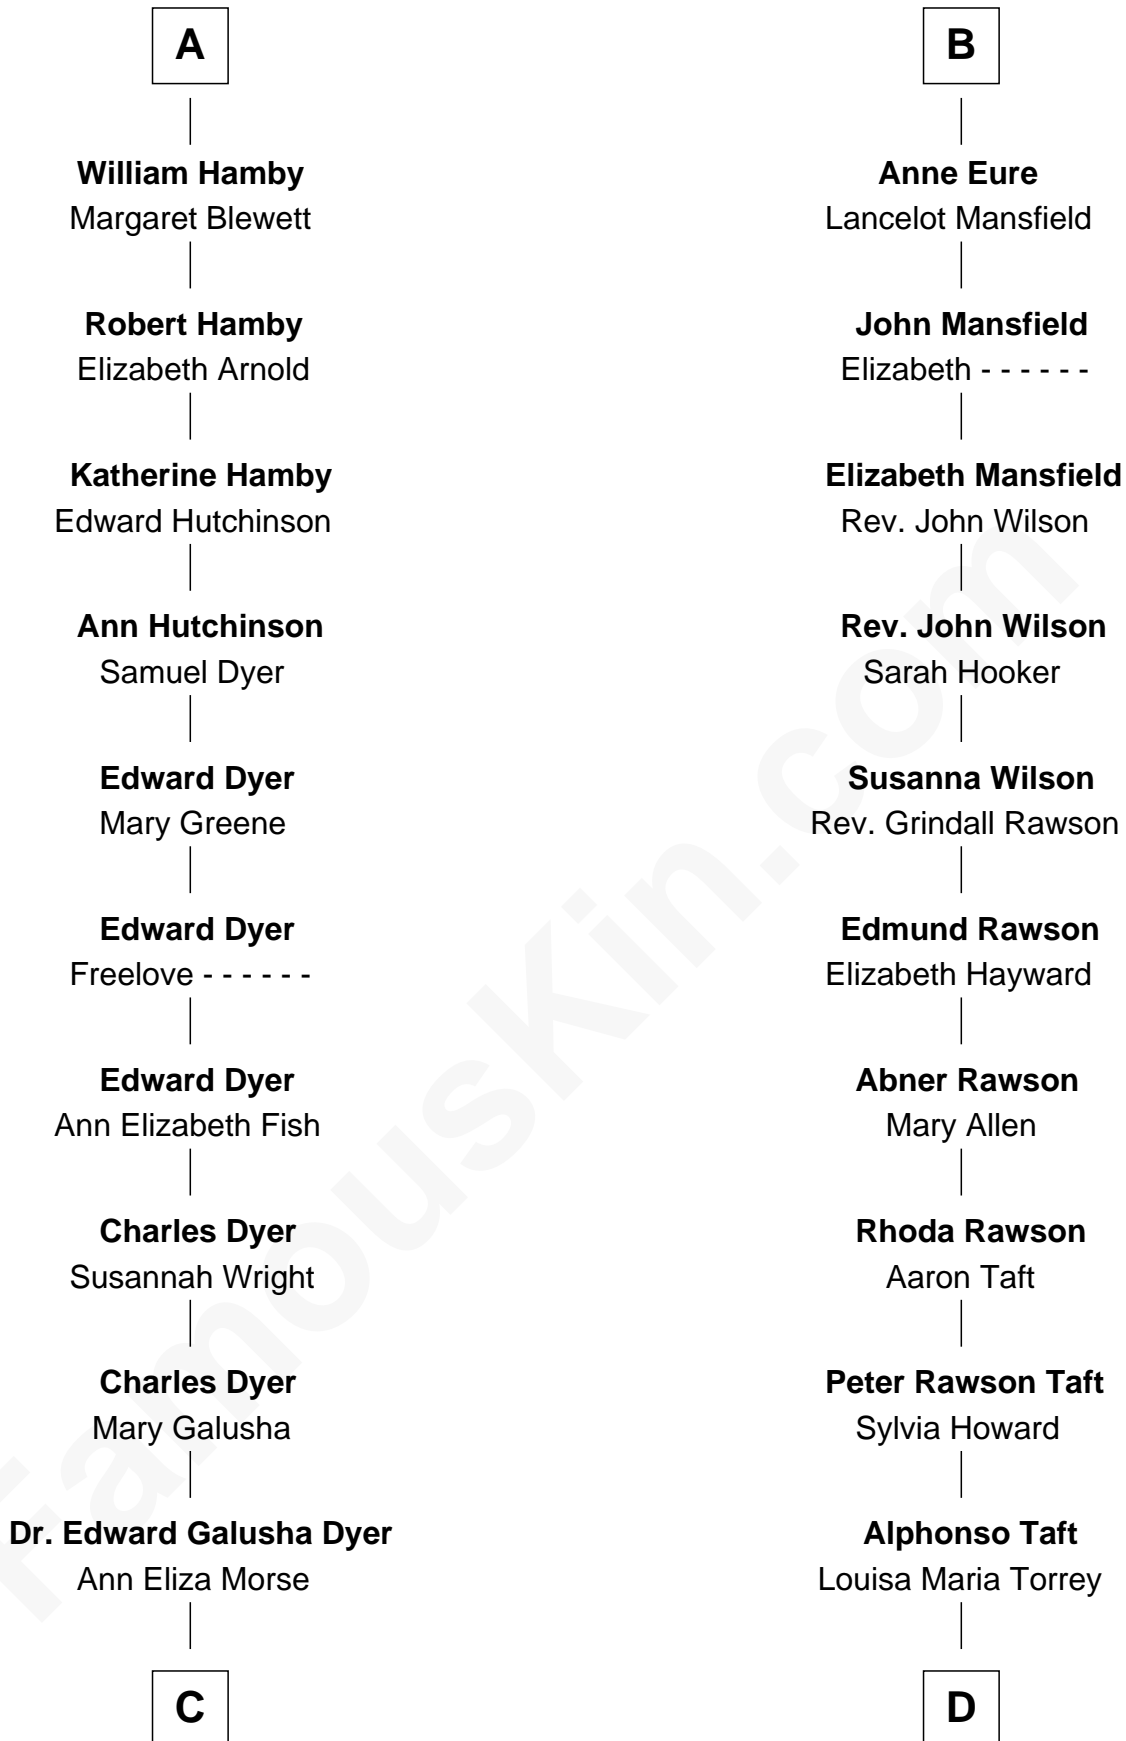 A
William Hamby
Margaret Blewett
Robert Hamby
Elizabeth Arnold
Katherine Hamby
Edward Hutchinson
Ann Hutchinson
Samuel Dyer
Edward Dyer
Mary Greene
Edward Dyer
Freelove - - - - - -
Edward Dyer
Ann Elizabeth Fish
Charles Dyer
Susannah Wright
Charles Dyer
Mary Galusha
Dr. Edward Galusha Dyer
Ann Eliza Morse
C
B
Anne Eure
Lancelot Mansfield
John Mansfield
Elizabeth - - - - - -
Elizabeth Mansfield
Rev. John Wilson
Rev. John Wilson
Sarah Hooker
Susanna Wilson
Rev. Grindall Rawson
Edmund Rawson
Elizabeth Hayward
Abner Rawson
Mary Allen
Rhoda Rawson
Aaron Taft
Peter Rawson Taft
Sylvia Howard
Alphonso Taft
Louisa Maria Torrey
D
FamousKin.com